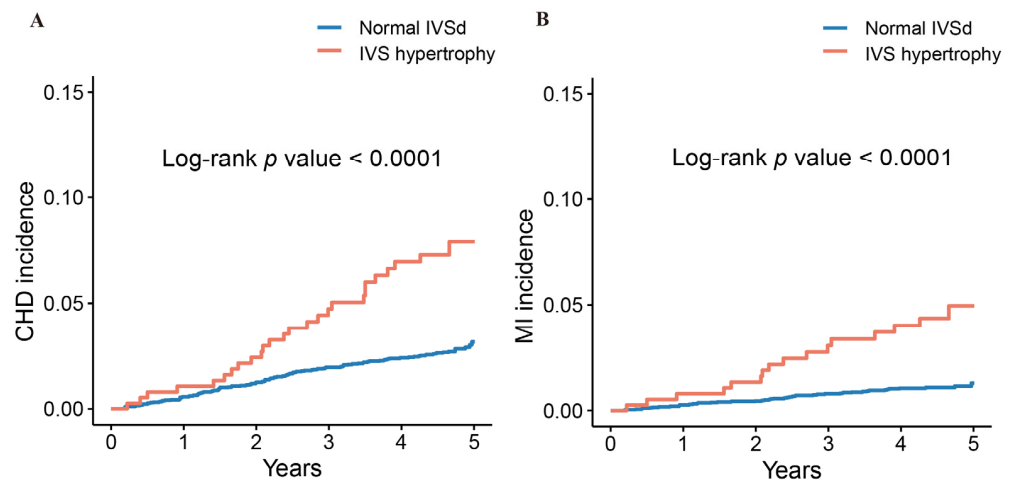 A
Normal IVSd
IVS hypertrophy
0.15
0.10
0.05
0.00
CHD incidence
Log-rank p value < 0.0001
0 1 2 3 4 5
Years
B
Normal IVSd
IVS hypertrophy
0.15
0.10
0.05
0.00
MI incidence
Log-rank p value < 0.0001
0 1 2 3 4 5
Years